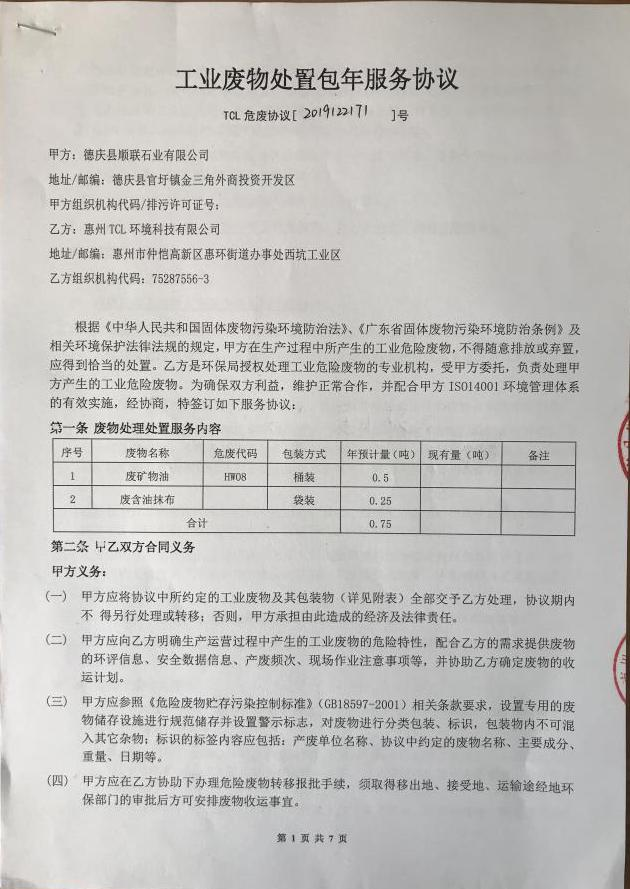 工业废物处置包年服务协议
TCL 危废协议[ 2019122171 ]号
甲方：德庆县顺联石业有限公司
地址/邮编：德庆县官圩镇金三角外商投资开发区
甲方组织机构代码/排污许可证号：
乙方：惠州 TCL 环境科技有限公司
地址/邮编：惠州市仲恺高新区惠环街道办事处西坑工业区
乙方组织机构代码：75287556-3
根据《中华人民共和国固体废物污染环境防治法》、《广东省固体废物污染环境防治条例》及
相关环境保护法律法规的规定，甲方在生产过程中所产生的工业危险废物，不得随意排放或弃置，
应得到恰当的处置。乙方是环保局授权处理工业危险废物的专业机构，受甲方委托，负责处理甲
方产生的工业危险废物。为确保双方利益，维护正常合作，并配合甲方 ISO14001 环境管理体系
的有效实施，经协商，特签订如下服务协议：
第一条 废物处理处置服务内容
序号 废物名称 危废代码 包装方式 年预计量（吨） 现有量（吨） 备注
1 废矿物油 HW08 桶装 0.5
2 废含油抹布 袋装 0.25
合计 0.75
第二条 甲乙双方合同义务
甲方义务：
（一） 甲方应将协议中所约定的工业废物及其包装物（详见附表）全部交予乙方处理，协议期内
不 得另行处理或转移；否则，甲方承担由此造成的经济及法律责任。
（二） 甲方应向乙方明确生产运营过程中产生的工业废物的危险特性，配合乙方的需求提供废物
的环评信息、安全数据信息、产废频次、现场作业注意事项等，并协助乙方确定废物的收
运计划。
（三） 甲方应参照《危险废物贮存污染控制标准》（GB18597-2001）相关条款要求，设置专用的废
物储存设施进行规范储存并设置警示标志，对废物进行分类包装、标识，包装物内不可混
入其它杂物；标识的标签内容应包括：产废单位名称、协议中约定的废物名称、主要成分、
重量、日期等。
（四） 甲方应在乙方协助下办理危险废物转移报批手续，须取得移出地、接受地、运输途经地环
保部门的审批后方可安排废物收运事宜。
第 1 页 共 7 页